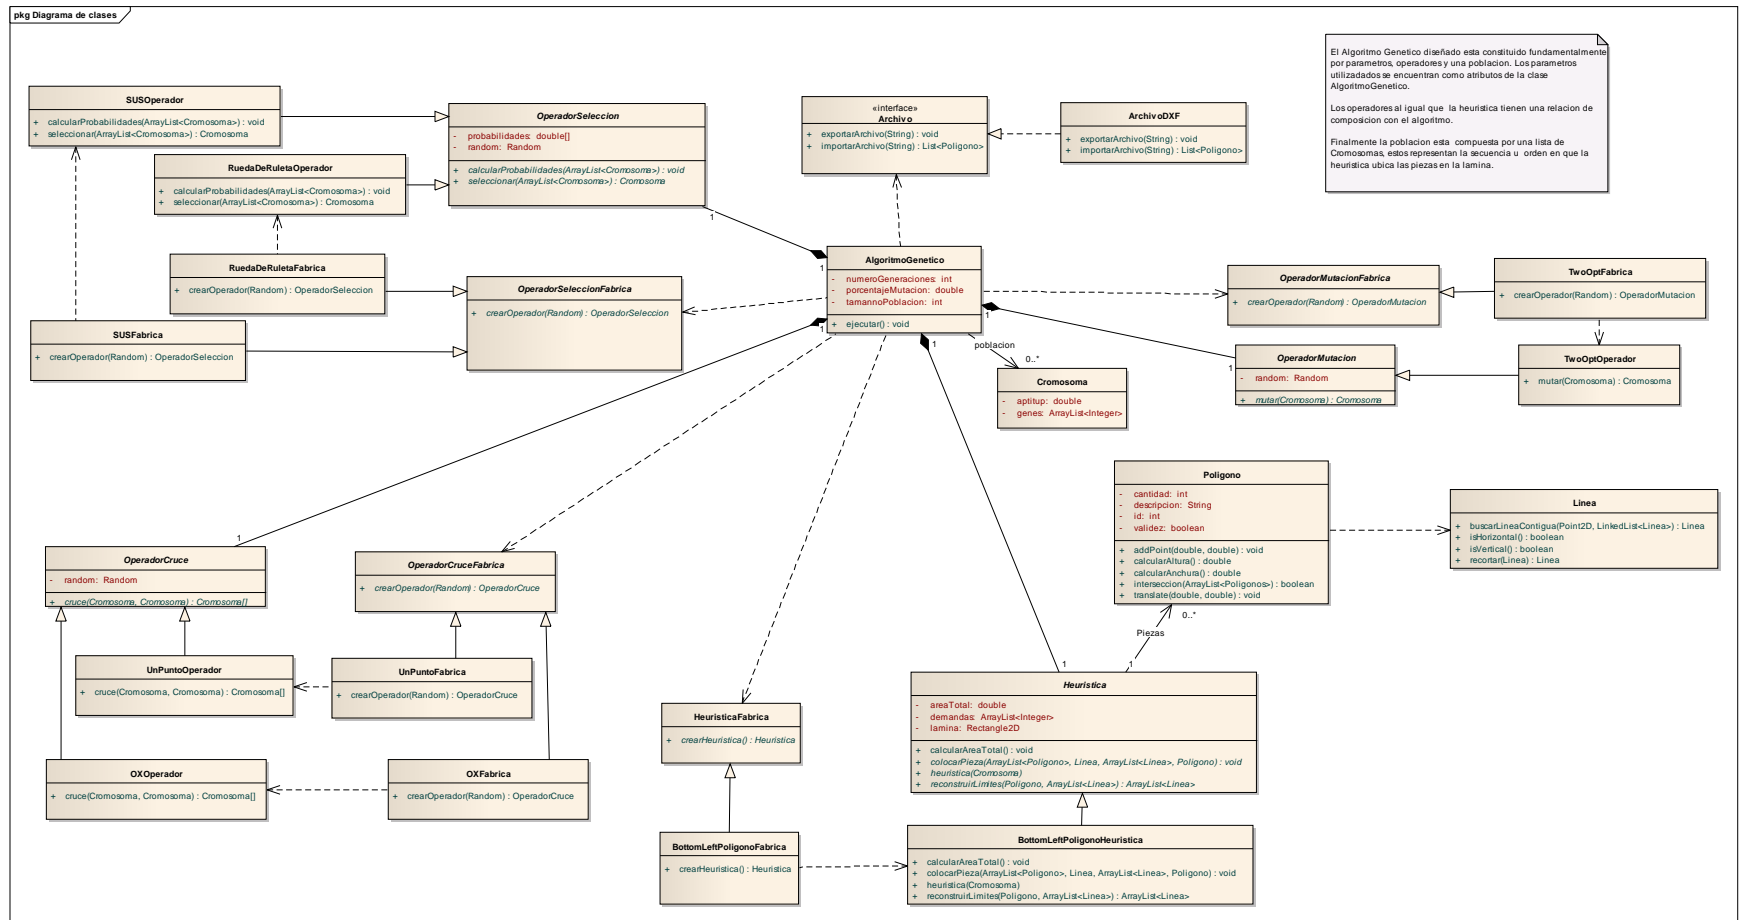 pkg Diagrama de clases
El Algoritmo Genetico diseñado esta constituido fundamentalmente
por parametros, operadores y una poblacion. Los parametros
utilizadados se encuentran como atributos de la clase
AlgoritmoGenetico.
Los operadores al igual que la heuristica tienen una relacion de
composicion con el algoritmo.
Finalmente la poblacion esta compuesta por una lista de
Cromosomas, estos representan la secuencia u orden en que la
heuristica ubica las piezas en la lamina.
SUSOperador
+ calcularProbabilidades(ArrayList<Cromosoma>) : void
+ seleccionar(ArrayList<Cromosoma>) : Cromosoma
OperadorSeleccion
- probabilidades: double[]
- random: Random
+ calcularProbabilidades(ArrayList<Cromosoma>) : void
+ seleccionar(ArrayList<Cromosoma>) : Cromosoma
1
«interface»
Archivo
+ exportarArchivo(String) : void
+ importarArchivo(String) : List<Poligono>
ArchivoDXF
+ exportarArchivo(String) : void
+ importarArchivo(String) : List<Poligono>
RuedaDeRuletaOperador
+ calcularProbabilidades(ArrayList<Cromosoma>) : void
+ seleccionar(ArrayList<Cromosoma>) : Cromosoma
RuedaDeRuletaFabrica
+ crearOperador(Random) : OperadorSeleccion
OperadorSeleccionFabrica
+ crearOperador(Random) : OperadorSeleccion
SUSFabrica
+ crearOperador(Random) : OperadorSeleccion
1
AlgoritmoGenetico
- numeroGeneraciones: int
- porcentajeMutacion: double
- tamannoPoblacion: int
+ ejecutar() : void
1
1
1
poblacion
0..*
Cromosoma
- aptitup: double
- genes: ArrayList<Integer>
OperadorMutacionFabrica
+ crearOperador(Random) : OperadorMutacion
TwoOptFabrica
+ crearOperador(Random) : OperadorMutacion
1
OperadorMutacion
- random: Random
+ mutar(Cromosoma) : Cromosoma
TwoOptOperador
+ mutar(Cromosoma) : Cromosoma
Poligono
- cantidad: int
- descripcion: String
- id: int
- validez: boolean
+ addPoint(double, double) : void
+ calcularAltura() : double
+ calcularAnchura() : double
+ interseccion(ArrayList<Poligonos>) : boolean
+ translate(double, double) : void
Linea
+ buscarLineaContigua(Point2D, LinkedList<Linea>) : Linea
+ isHorizontal() : boolean
+ isVertical() : boolean
+ recortar(Linea) : Linea
1
OperadorCruce
- random: Random
+ cruce(Cromosoma, Cromosoma) : Cromosoma[]
OperadorCruceFabrica
+ crearOperador(Random) : OperadorCruce
UnPuntoOperador
+ cruce(Cromosoma, Cromosoma) : Cromosoma[]
UnPuntoFabrica
+ crearOperador(Random) : OperadorCruce
OXOperador
+ cruce(Cromosoma, Cromosoma) : Cromosoma[]
OXFabrica
+ crearOperador(Random) : OperadorCruce
0..*
Piezas
1
1
Heuristica
- areaTotal: double
- demandas: ArrayList<Integer>
- lamina: Rectangle2D
+ calcularAreaTotal() : void
+ colocarPieza(ArrayList<Poligono>, Linea, ArrayList<Linea>, Poligono) : void
+ heuristica(Cromosoma)
+ reconstruirLimites(Poligono, ArrayList<Linea>) : ArrayList<Linea>
HeuristicaFabrica
+ crearHeuristica() : Heuristica
BottomLeftPoligonoFabrica
+ crearHeuristica() : Heuristica
BottomLeftPoligonoHeuristica
+ calcularAreaTotal() : void
+ colocarPieza(ArrayList<Poligono>, Linea, ArrayList<Linea>, Poligono) : void
+ heuristica(Cromosoma)
+ reconstruirLimites(Poligono, ArrayList<Linea>) : ArrayList<Linea>